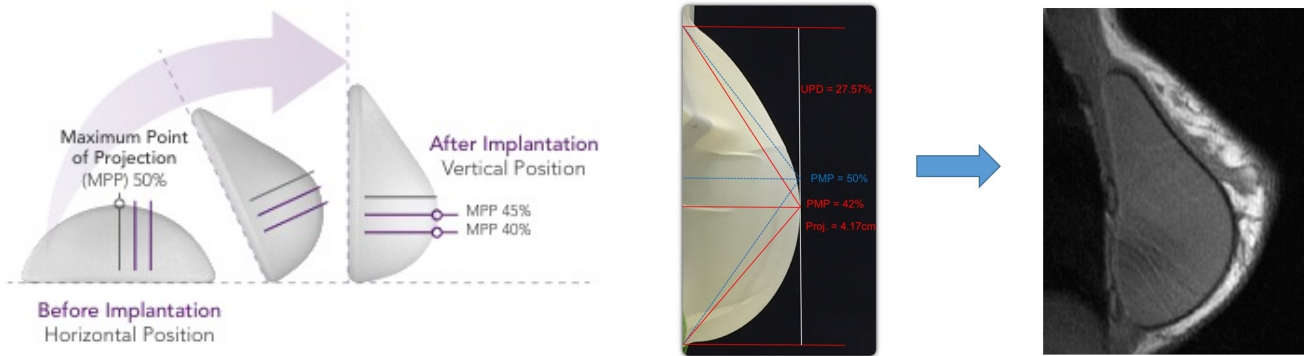 Maximum Point
of Projection
(MPP) 50%
After Implantation
Vertical Position
MPP 45%
MPP 40%
Before Implantation
Horizontal Position
UPD = 27.57%
PMP = 50%
PMP = 42%
Proj. = 4.17cm